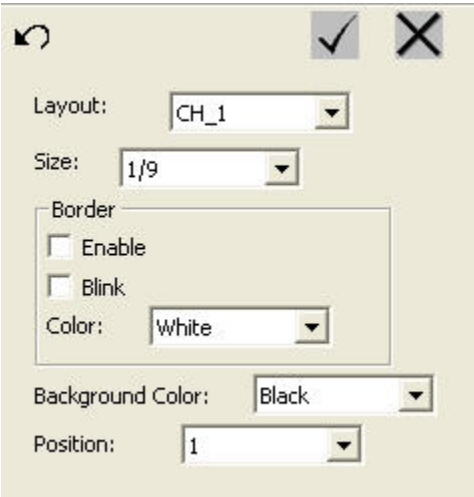 Layout: CH_1
Size: 1/9
Border
Enable
Blink
Color: White
Background Color: Black
Position: 1